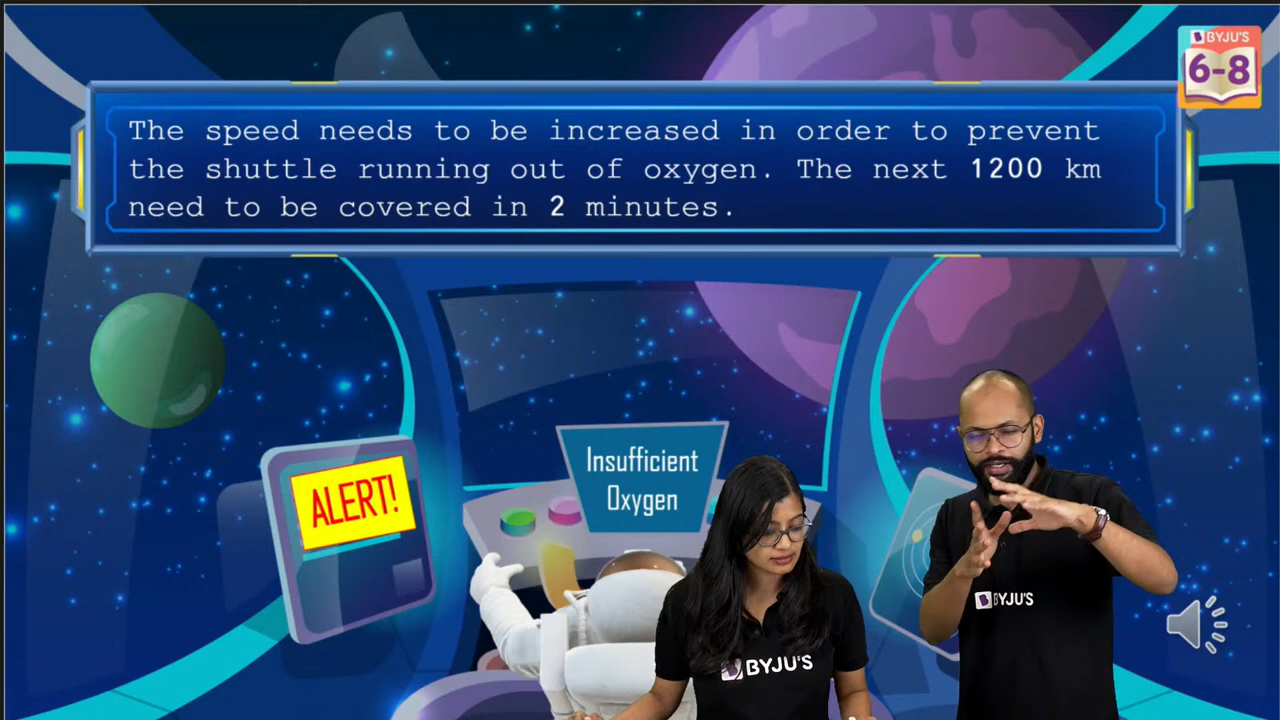 BYJU'S
6-8
The speed needs to be increased in order to prevent
the shuttle running out of oxygen. The next 1200 km
need to be covered in 2 minutes.
ALERT!
Insufficient
Oxygen
BYJU'S
BYJU'S